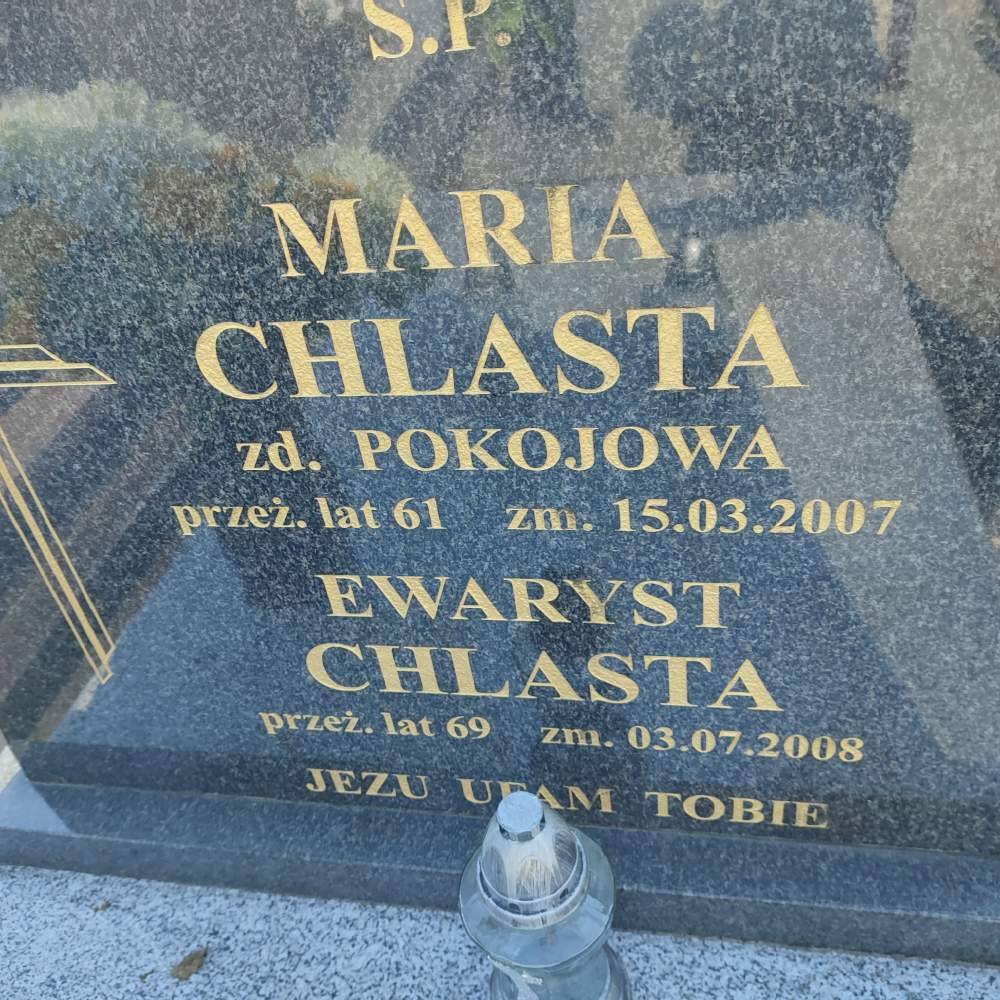 S.P.
MARIA
CHLASTA
zd. POKOJOWA
przeż. lat 61 zm. 15.03.2007
EWARYST
CHLASTA
przeż. lat 69 zm. 03.07.2008
JEZU UFAM TOBIE